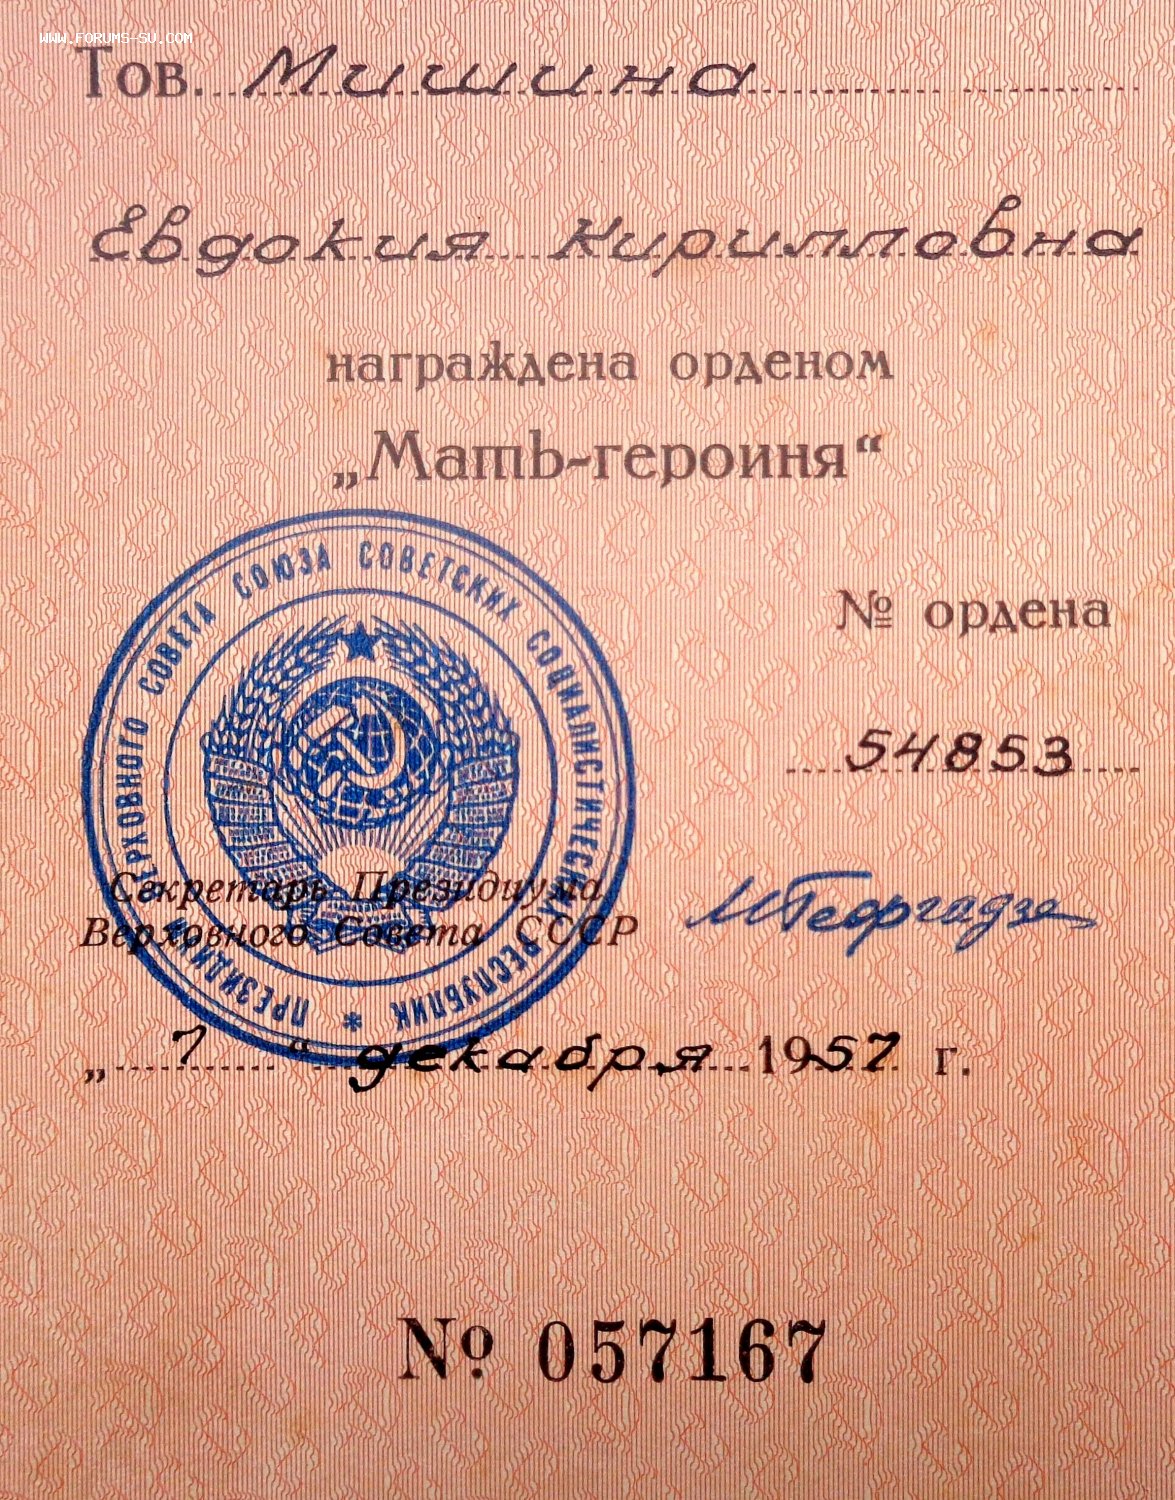 WWW.FORUMS-SU.COM
Тов. Мишина
Евдокия Кирилловна
награждена орденом
„Мать-героиня“
№ ордена
54853
ПРЕЗИДИУМ ВЕРХОВНОГО СОВЕТА СОЮЗА СОВЕТСКИХ СОЦИАЛИСТИЧЕСКИХ РЕСПУБЛИК *
Секретарь Президиума
Верховного Совета СССР
МГеоргадзе
„7“ декабря 1957 г.
№ 057167